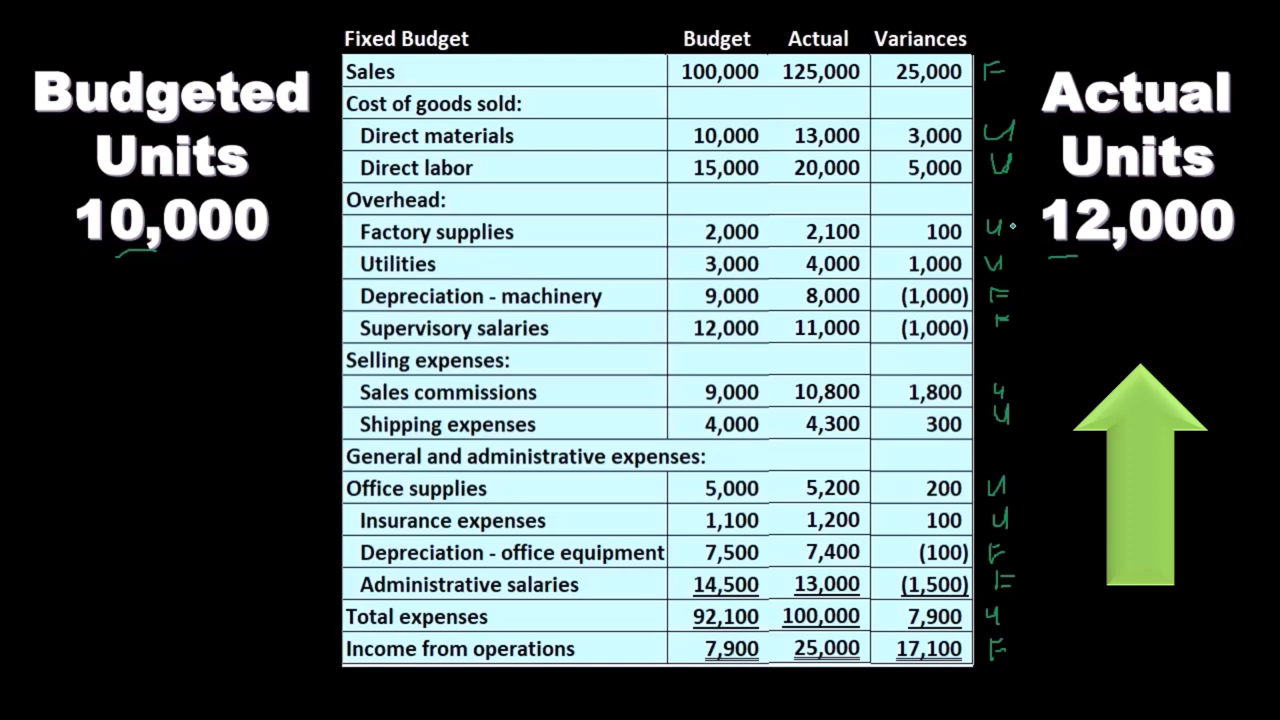 Fixed Budget Budget Actual Variances
Sales 100,000 125,000 25,000 F
Cost of goods sold:
Direct materials 10,000 13,000 3,000 U
Direct labor 15,000 20,000 5,000 U
Overhead:
Factory supplies 2,000 2,100 100 U
Utilities 3,000 4,000 1,000 U
Depreciation - machinery 9,000 8,000 (1,000) F
Supervisory salaries 12,000 11,000 (1,000) F
Selling expenses:
Sales commissions 9,000 10,800 1,800 U
Shipping expenses 4,000 4,300 300 U
General and administrative expenses:
Office supplies 5,000 5,200 200 U
Insurance expenses 1,100 1,200 100 U
Depreciation - office equipment 7,500 7,400 (100) F
Administrative salaries 14,500 13,000 (1,500) F
Total expenses 92,100 100,000 7,900 U
Income from operations 7,900 25,000 17,100 F
Budgeted
Units
10,000
Actual
Units
12,000